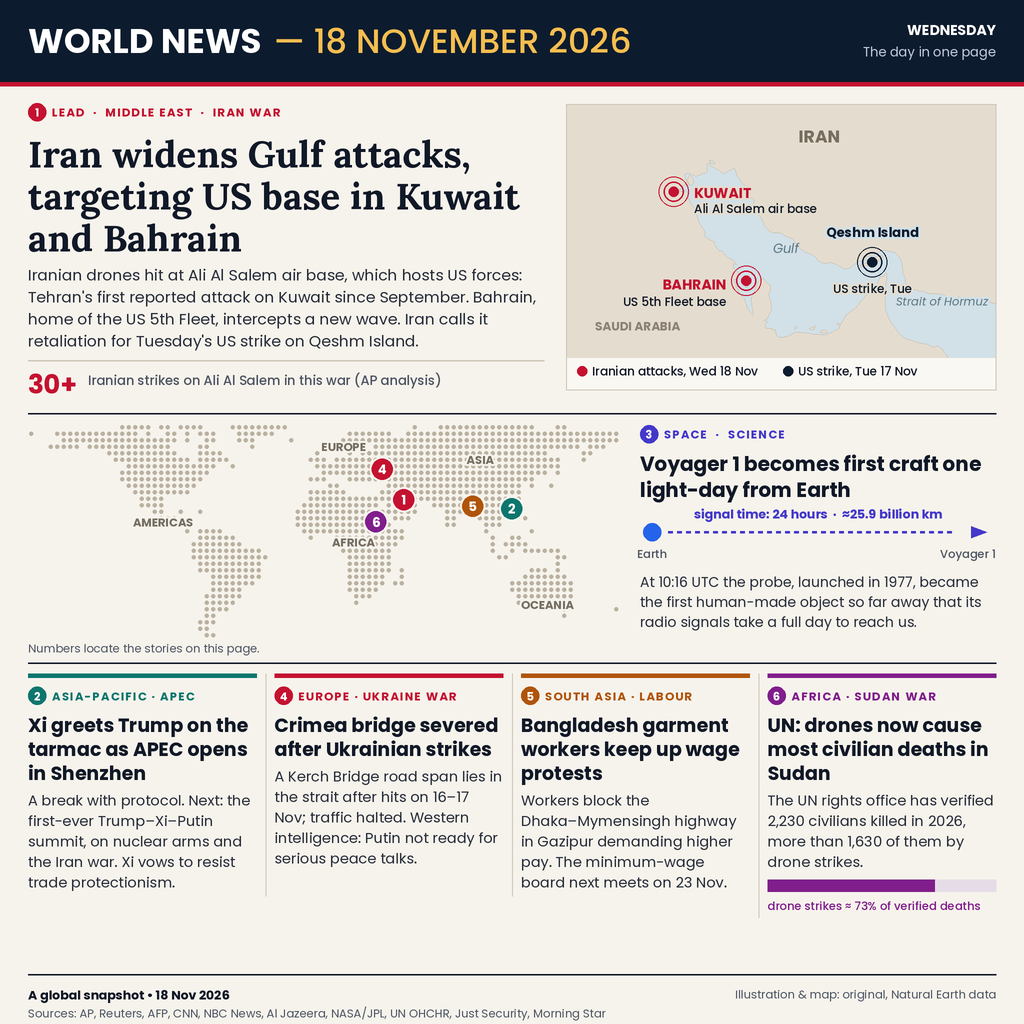 WORLD NEWS — 18 NOVEMBER 2026
WEDNESDAY
The day in one page
1 LEAD · MIDDLE EAST · IRAN WAR
Iran widens Gulf attacks,
targeting US base in Kuwait
and Bahrain
Iranian drones hit at Ali Al Salem air base, which hosts US forces:
Tehran's first reported attack on Kuwait since September. Bahrain,
home of the US 5th Fleet, intercepts a new wave. Iran calls it
retaliation for Tuesday's US strike on Qeshm Island.
30+ Iranian strikes on Ali Al Salem in this war (AP analysis)
IRAN
KUWAIT
Ali Al Salem air base
Qeshm Island
Gulf
BAHRAIN
US 5th Fleet base
US strike, Tue
Strait of Hormuz
SAUDI ARABIA
Iranian attacks, Wed 18 Nov
US strike, Tue 17 Nov
EUROPE
ASIA
4
1
5
2
6
AMERICAS
AFRICA
OCEANIA
Numbers locate the stories on this page.
3 SPACE · SCIENCE
Voyager 1 becomes first craft one
light-day from Earth
signal time: 24 hours · ≈25.9 billion km
Earth
Voyager 1
At 10:16 UTC the probe, launched in 1977, became
the first human-made object so far away that its
radio signals take a full day to reach us.
2 ASIA-PACIFIC · APEC
Xi greets Trump on the
tarmac as APEC opens
in Shenzhen
A break with protocol. Next: the
first-ever Trump–Xi–Putin
summit, on nuclear arms and
the Iran war. Xi vows to resist
trade protectionism.
4 EUROPE · UKRAINE WAR
Crimea bridge severed
after Ukrainian strikes
A Kerch Bridge road span lies in
the strait after hits on 16–17
Nov; traffic halted. Western
intelligence: Putin not ready for
serious peace talks.
5 SOUTH ASIA · LABOUR
Bangladesh garment
workers keep up wage
protests
Workers block the
Dhaka–Mymensingh highway
in Gazipur demanding higher
pay. The minimum-wage
board next meets on 23 Nov.
6 AFRICA · SUDAN WAR
UN: drones now cause
most civilian deaths in
Sudan
The UN rights office has verified
2,230 civilians killed in 2026,
more than 1,630 of them by
drone strikes.
drone strikes ≈ 73% of verified deaths
A global snapshot • 18 Nov 2026
Illustration & map: original, Natural Earth data
Sources: AP, Reuters, AFP, CNN, NBC News, Al Jazeera, NASA/JPL, UN OHCHR, Just Security, Morning Star